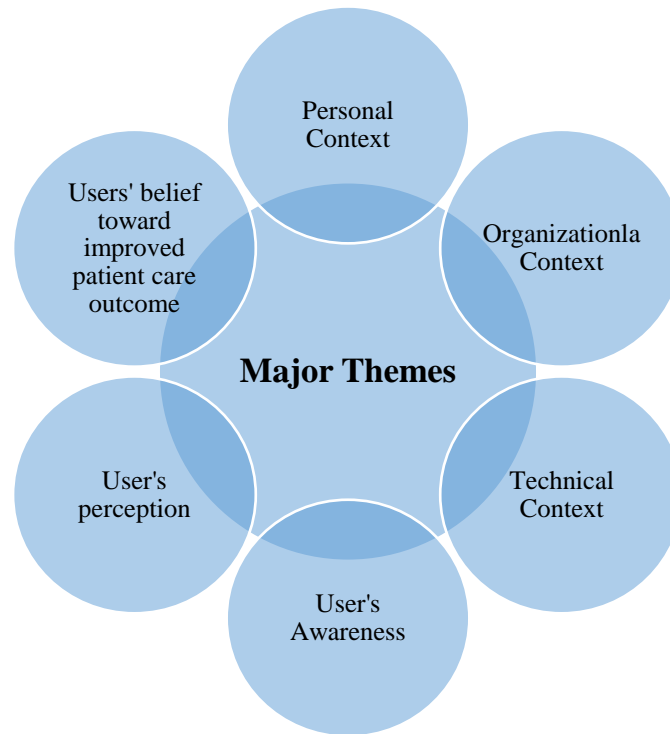 Personal
Context
Users' belief
toward
improved
patient care
outcome
Organizationla
Context
Major Themes
User's
perception
Technical
Context
User's
Awareness